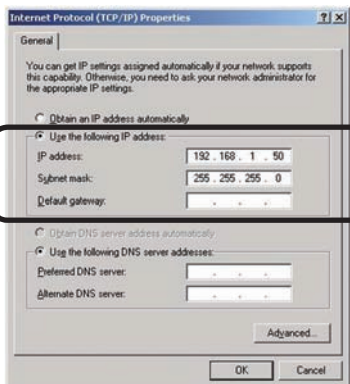 Internet Protocol (TCP/IP) Properties
General
You can get IP settings assigned automatically if your network supports
this capability. Otherwise, you need to ask your network administrator for
the appropriate IP settings.
Obtain an IP address automatically
Use the following IP address:
IP address: 192 . 168 . 1 . 50
Subnet mask: 255 . 255 . 255 . 0
Default gateway: . . .
Obtain DNS server address automatically
Use the following DNS server addresses:
Preferred DNS server: . . .
Alternate DNS server: . . .
Advanced...
OK Cancel